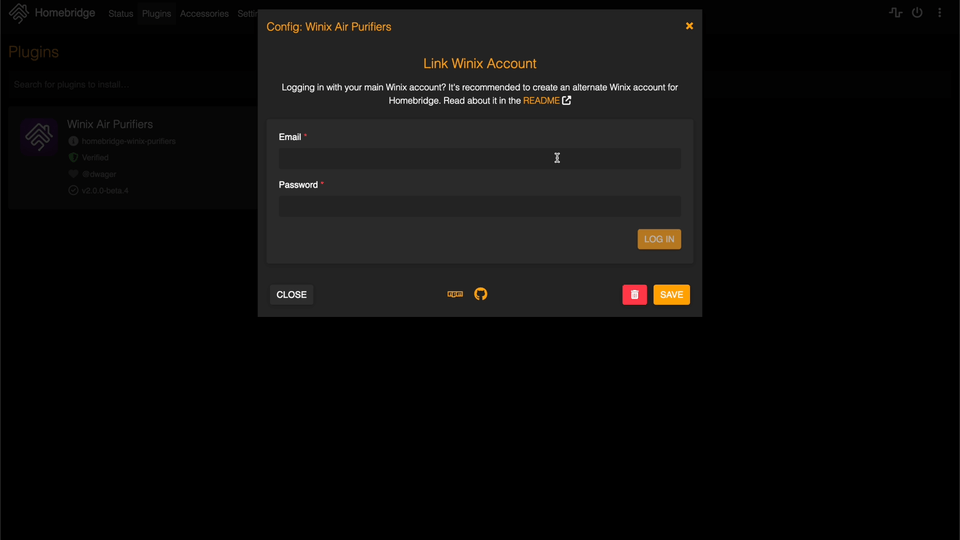 Homebridge
Status Plugins Accessories
Plugins
Search for plugins to install...
Winix Air Purifiers
homebridge-winix-purifiers
Verified
@dwager
v2.0.0-beta.4
Config: Winix Air Purifiers
Link Winix Account
Logging in with your main Winix account? It's recommended to create an alternate Winix account for
Homebridge. Read about it in the README
Email *
Password *
LOG IN
CLOSE
npm
SAVE